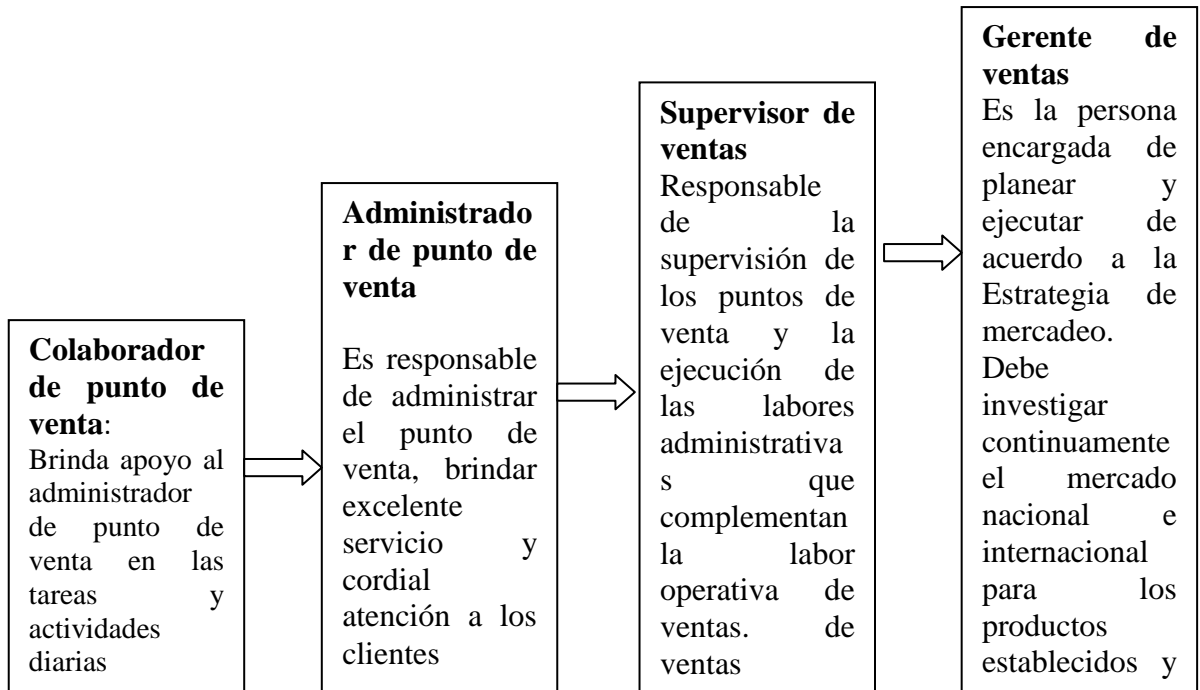 Colaborador
de punto de
venta:
Brinda apoyo al
administrador
de punto de
venta en las
tareas y
actividades
diarias
Administrado
r de punto de
venta
Es responsable
de administrar
el punto de
venta, brindar
excelente
servicio y
cordial
atención a los
clientes
Supervisor de
ventas
Responsable
de la
supervisión de
los puntos de
venta y la
ejecución de
las labores
administrativa
s que
complementan
la labor
operativa de
ventas. de
ventas
Gerente de
ventas
Es la persona
encargada de
planear y
ejecutar de
acuerdo a la
Estrategia de
mercadeo.
Debe
investigar
continuamente
el mercado
nacional e
internacional
para los
productos
establecidos y